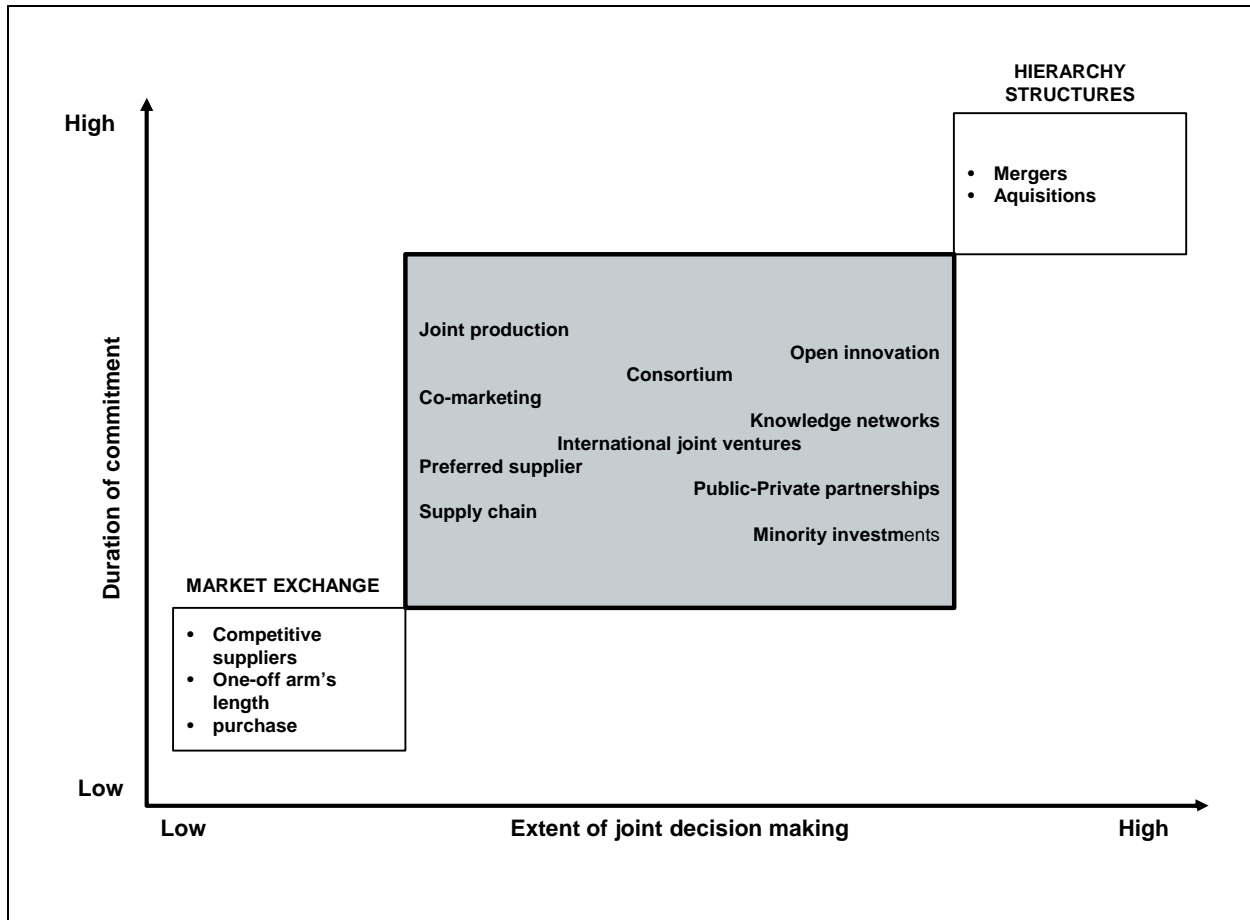 HIERARCHY
STRUCTURES
High
• Mergers
• Aquisitions
Joint production
Open innovation
Consortium
Co-marketing
Knowledge networks
International joint ventures
Preferred supplier
Public-Private partnerships
Supply chain
Minority investments
Duration of commitment
MARKET EXCHANGE
• Competitive
suppliers
• One-off arm's
length
• purchase
Low
Low
Extent of joint decision making
High